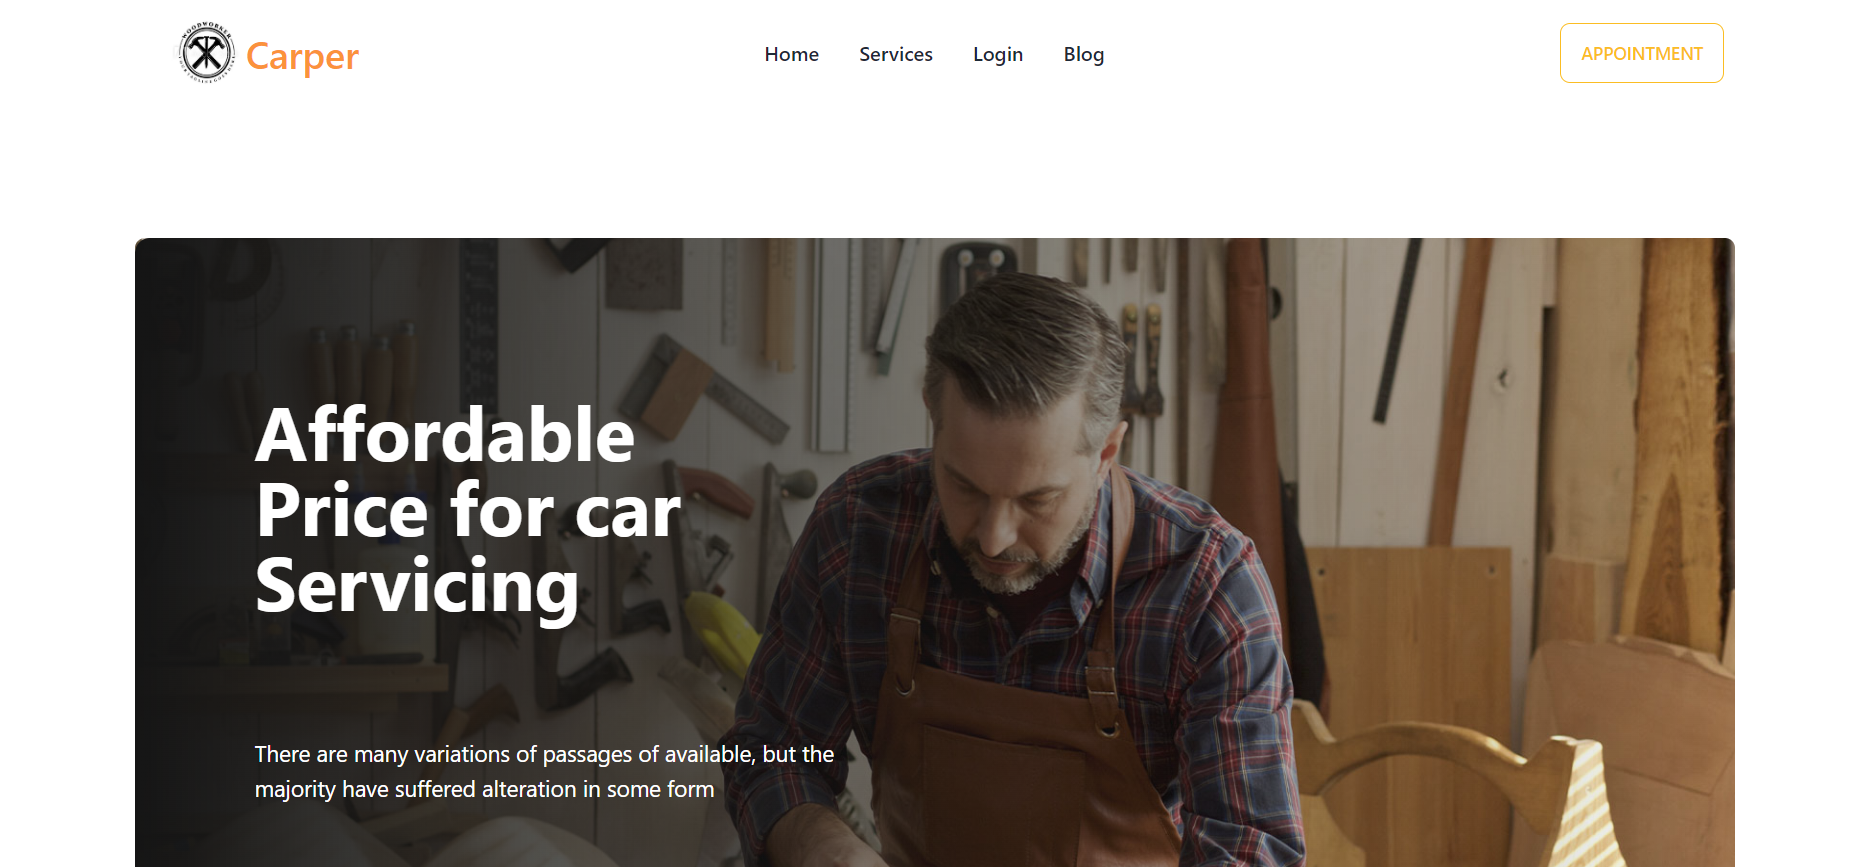 WOODWORKER
Carper
Home
Services
Login
Blog
APPOINTMENT
Affordable
Price for car
Servicing
There are many variations of passages of available, but the
majority have suffered alteration in some form